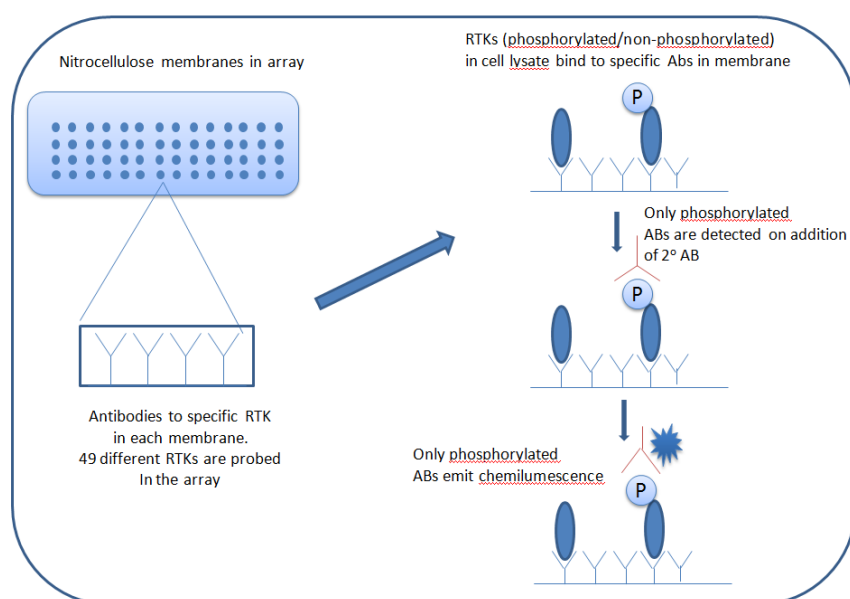 Nitrocellulose membranes in array
Antibodies to specific RTK
in each membrane.
49 different RTKs are probed
In the array
RTKs (phosphorylated/non-phosphorylated)
in cell lysate bind to specific Abs in membrane
P
Only phosphorylated
ABs are detected on addition
of 2° AB
P
Only phosphorylated
ABs emit chemilumescence
P